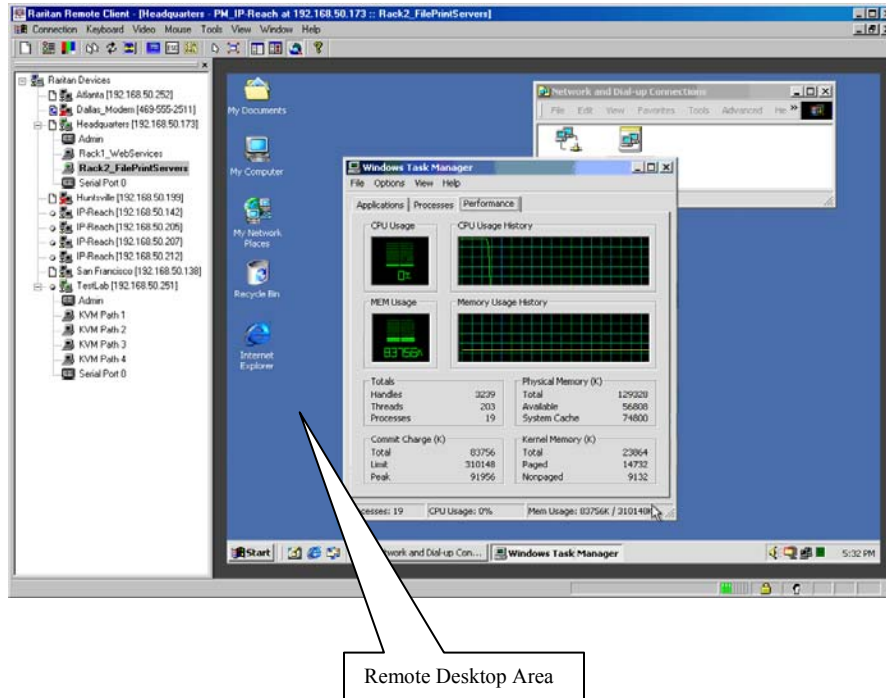 Raritan Remote Client - [Headquarters - PM_IP-Reach at 192.168.50.173 :: Rack2_FilePrintServers]
Connection Keyboard Video Mouse Tools View Window Help
Raritan Devices
Atlanta [192.168.50.252]
Dallas_Modem [469-555-2511]
Headquarters [192.168.50.173]
Admin
Rack1_WebServices
Rack2_FilePrintServers
Serial Port 0
Huntsville [192.168.50.199]
IP-Reach [192.168.50.142]
IP-Reach [192.168.50.205]
IP-Reach [192.168.50.207]
IP-Reach [192.168.50.212]
San Francisco [192.168.50.138]
TestLab [192.168.50.251]
Admin
KVM Path 1
KVM Path 2
KVM Path 3
KVM Path 4
Serial Port 0
My Documents
My Computer
My Network Places
Recycle Bin
Internet Explorer
Network and Dial-up Connections
File Edit View Favorites Tools Advanced He »
Windows Task Manager
File Options View Help
Applications Processes Performance
CPU Usage
CPU Usage History
0%
MEM Usage
Memory Usage History
83756K
Totals
Handles 3239
Threads 203
Processes 19
Physical Memory (K)
Total 129328
Available 56808
System Cache 74800
Commit Charge (K)
Total 83756
Limit 310148
Peak 91956
Kernel Memory (K)
Total 23864
Paged 14732
Nonpaged 9132
cesses: 19 CPU Usage: 0% Mem Usage: 83756K / 310148K
Start
work and Dial-up Con...
Windows Task Manager
5:32 PM
Remote Desktop Area